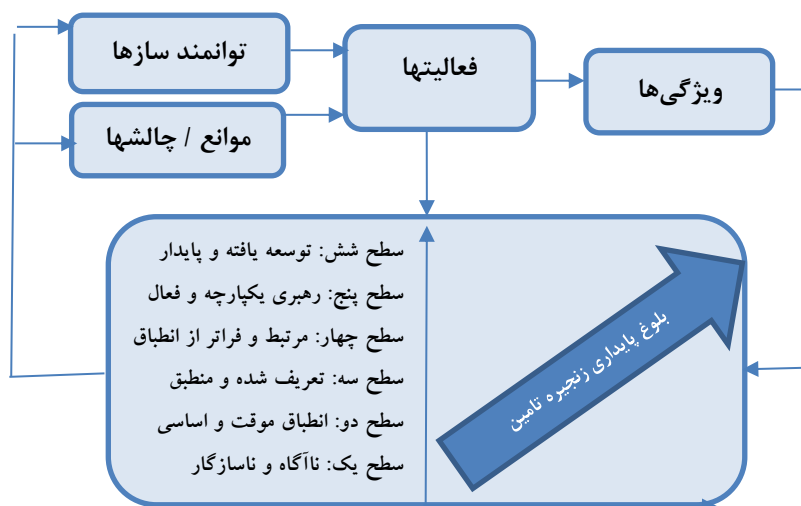 توانمند سازها
فعالیتها
ویژگی‌ها
موانع / چالشها
سطح شش: توسعه یافته و پایدار
سطح پنج: رهبری یکپارچه و فعال
سطح چهار: مرتبط و فراتر از انطباق
سطح سه: تعریف شده و منطبق
سطح دو: انطباق موقت و اساسی
سطح یک: ناآگاه و ناسازگار
بلوغ پایداری زنجیره تامین